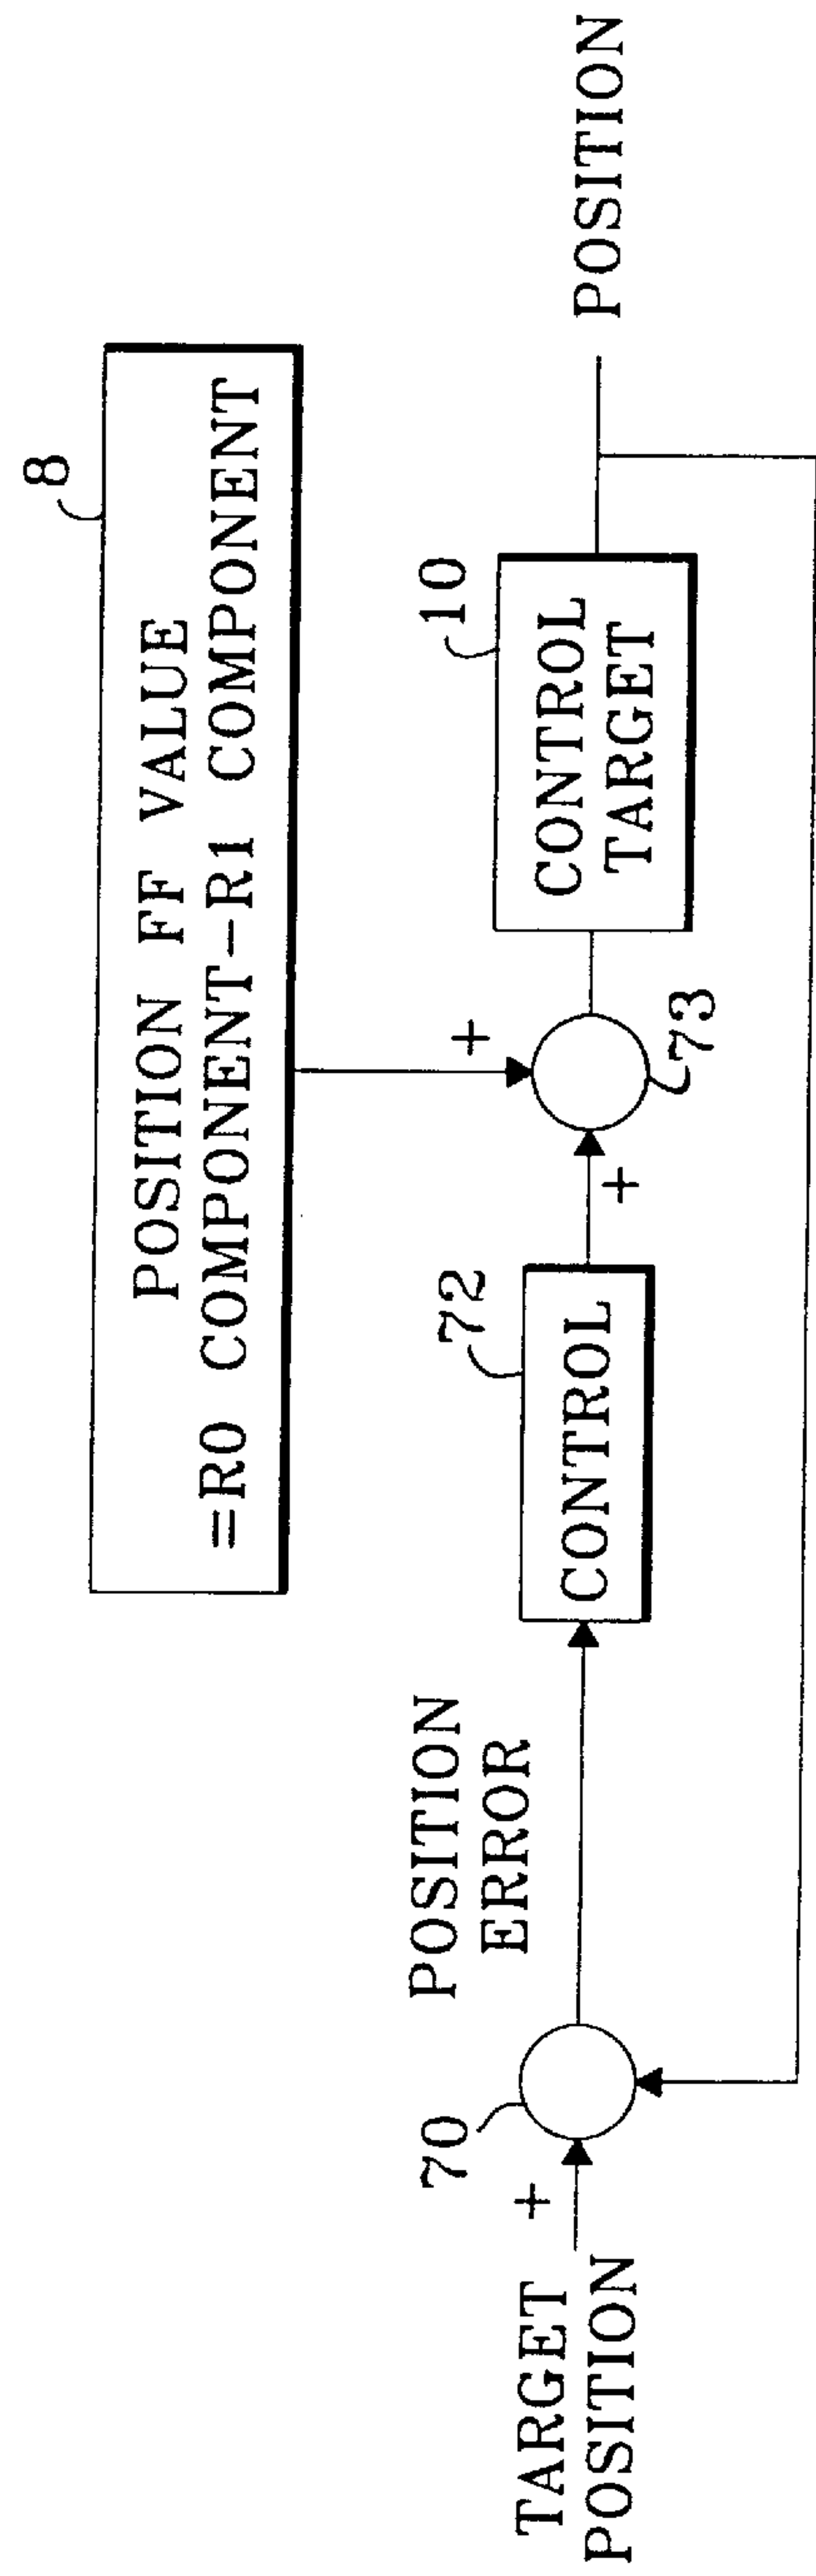 8
POSITION FF VALUE
=R0 COMPONENT-R1 COMPONENT
TARGET
POSITION
+
70
POSITION
ERROR
72
CONTROL
+
+
73
10
CONTROL
TARGET
POSITION